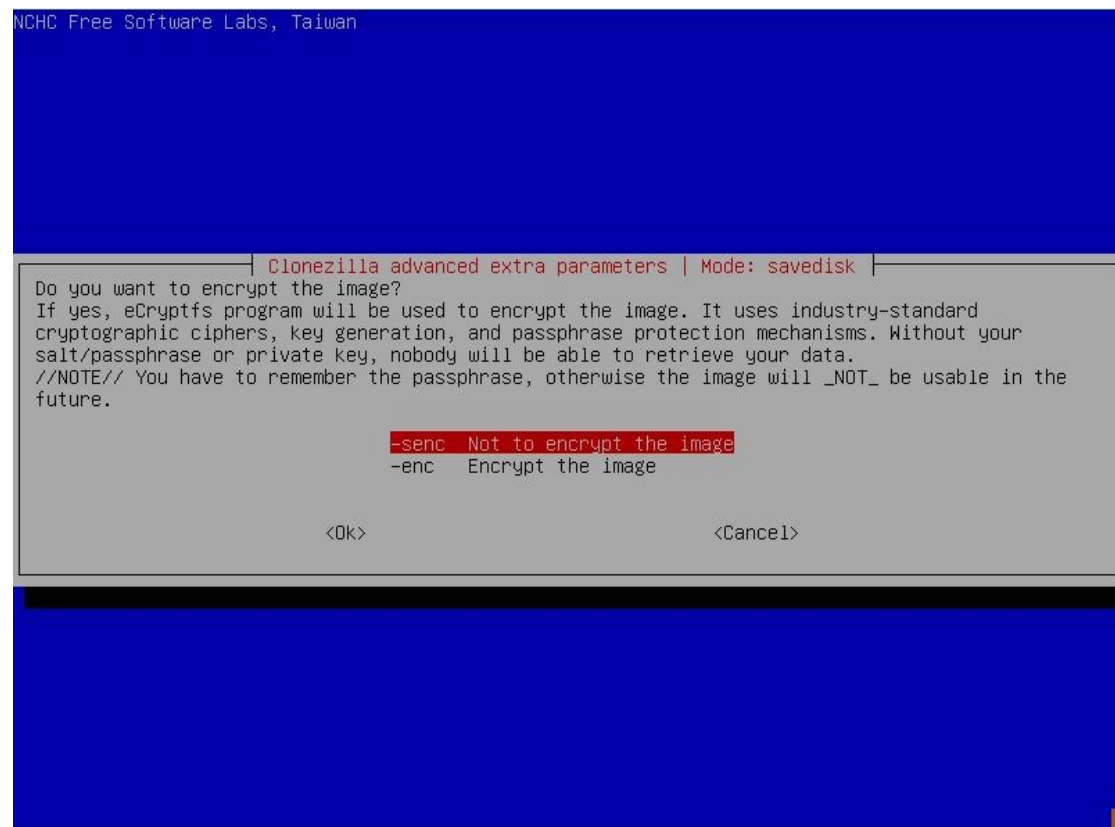 NCHC Free Software Labs, Taiwan
Clonezilla advanced extra parameters | Mode: savedisk
Do you want to encrypt the image?
If yes, eCryptfs program will be used to encrypt the image. It uses industry-standard
cryptographic ciphers, key generation, and passphrase protection mechanisms. Without your
salt/passphrase or private key, nobody will be able to retrieve your data.
//NOTE// You have to remember the passphrase, otherwise the image will _NOT_ be usable in the
future.
-senc Not to encrypt the image
-enc Encrypt the image
<Ok> <Cancel>